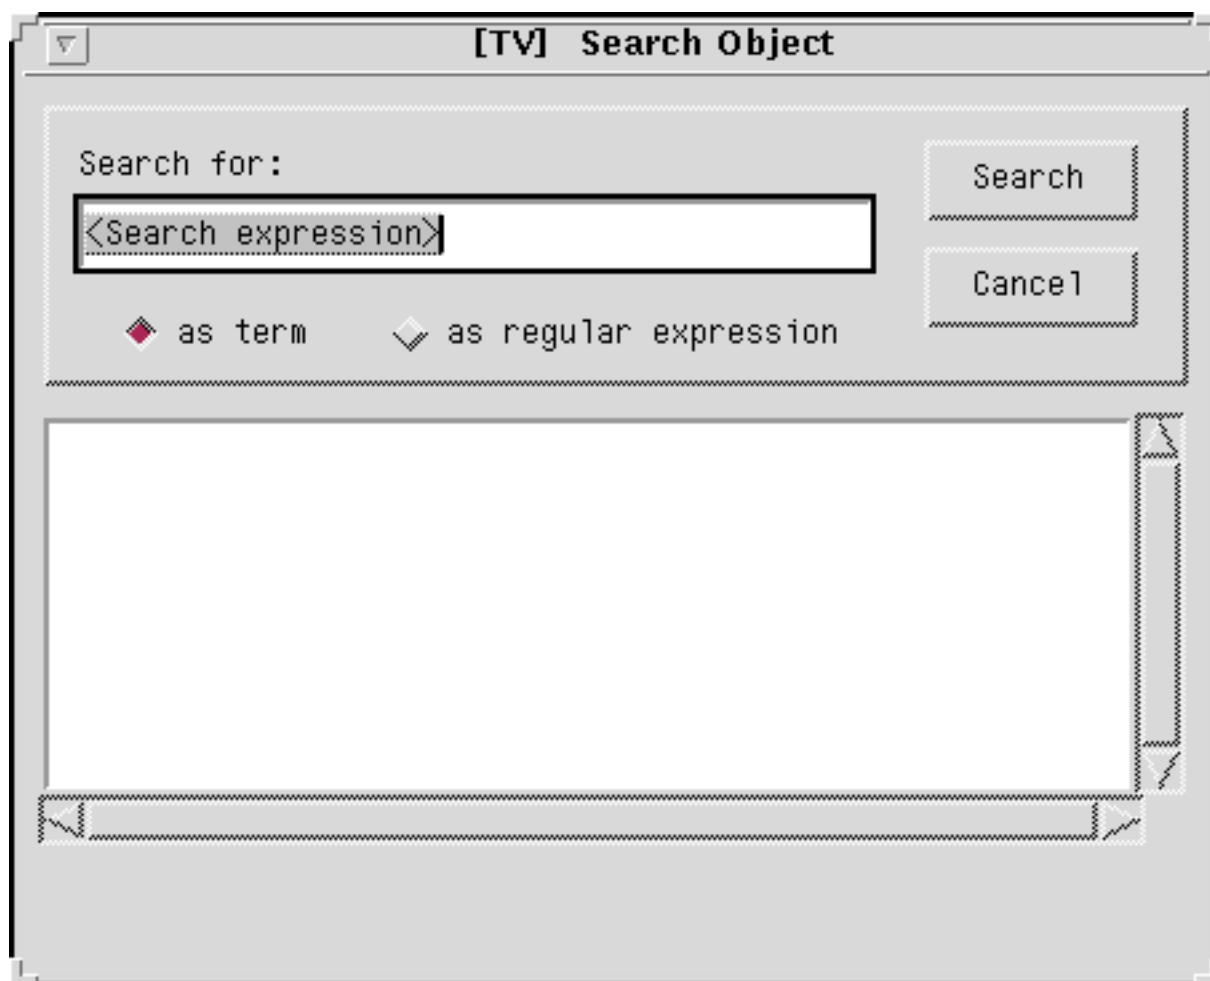 [TV] Search Object
Search for:
Search
<Search expression>
Cancel
as term
as regular expression